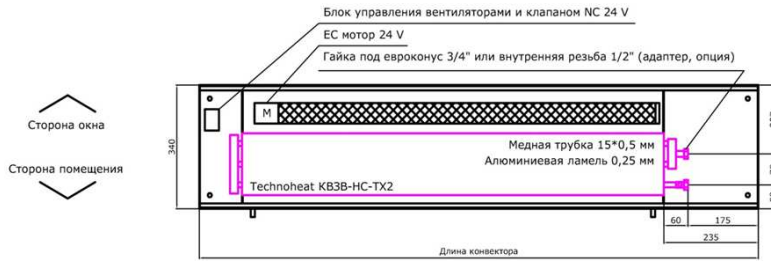 Блок управления вентиляторами и клапаном NC 24 V
EC мотор 24 V
Гайка под евроконус 3/4" или внутренняя резьба 1/2" (адаптер, опция)
Сторона окна
Сторона помещения
340
M
Медная трубка 15*0,5 мм
Алюминиевая ламель 0,25 мм
Technoheat КВЗВ-НС-ТХ2
60
175
235
Длина конвектора